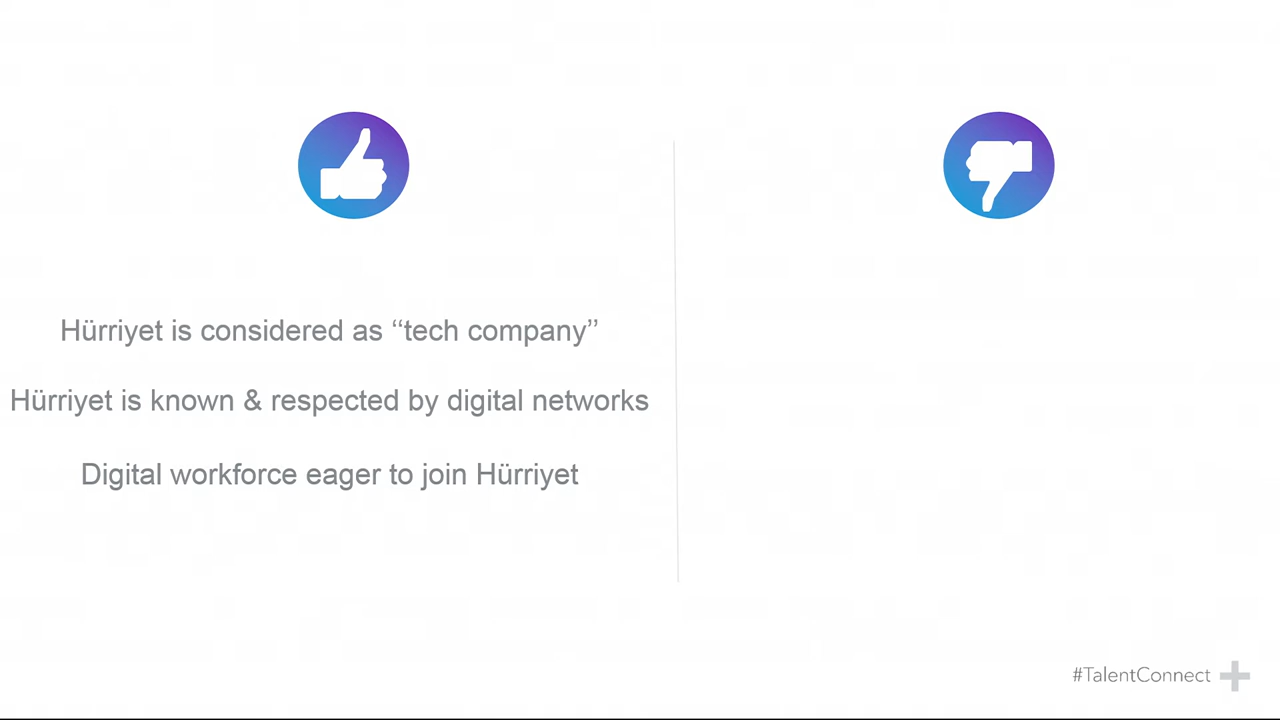 Hürriyet is considered as ‘‘tech company’’
Hürriyet is known & respected by digital networks
Digital workforce eager to join Hürriyet
#TalentConnect